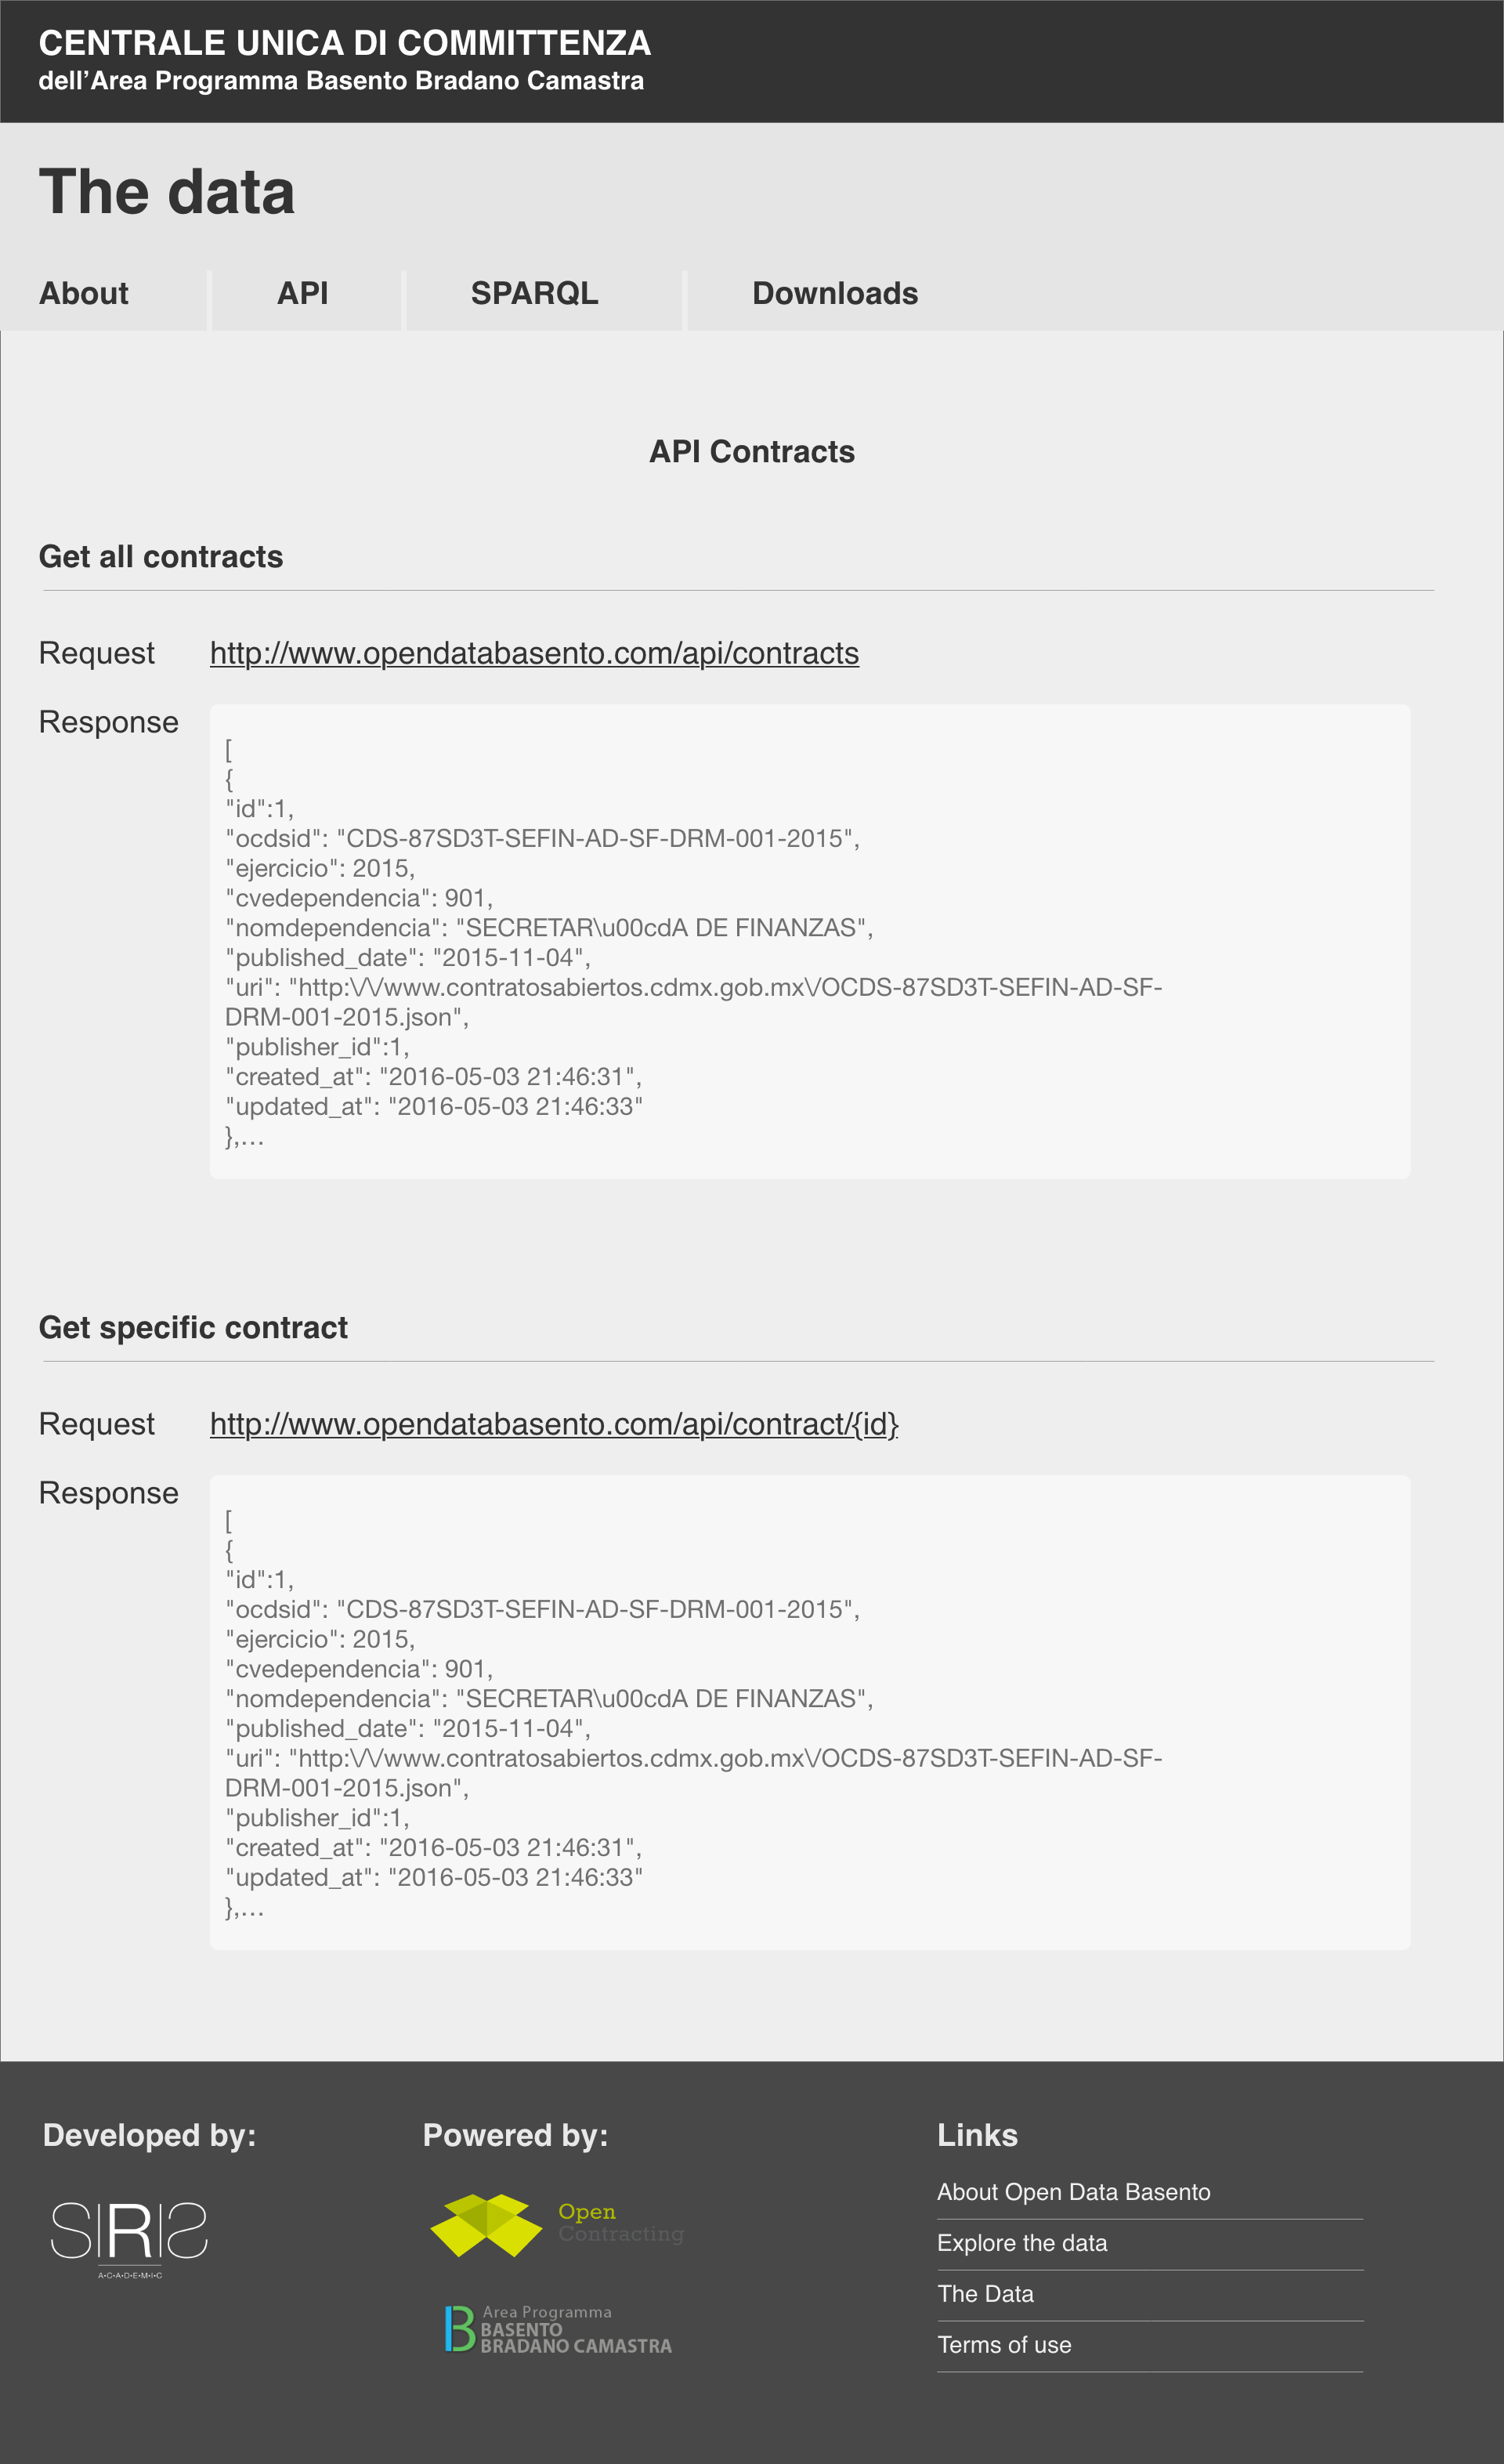 CENTRALE UNICA DI COMMITTENZA
dell’Area Programma Basento Bradano Camastra
The data
About API SPARQL Downloads
API Contracts
Get all contracts
Request http://www.opendatabasento.com/api/contracts
Response
[
{
"id":1,
"ocdsid": "CDS-87SD3T-SEFIN-AD-SF-DRM-001-2015",
"ejercicio": 2015,
"cvedependencia": 901,
"nomdependencia": "SECRETAR\u00cdA DE FINANZAS",
"published_date": "2015-11-04",
"uri": "http:\/\/www.contratosabiertos.cdmx.gob.mx\/OCDS-87SD3T-SEFIN-AD-SF-
DRM-001-2015.json",
"publisher_id":1,
"created_at": "2016-05-03 21:46:31",
"updated_at": "2016-05-03 21:46:33"
},…
Get specific contract
Request http://www.opendatabasento.com/api/contract/{id}
Response
[
{
"id":1,
"ocdsid": "CDS-87SD3T-SEFIN-AD-SF-DRM-001-2015",
"ejercicio": 2015,
"cvedependencia": 901,
"nomdependencia": "SECRETAR\u00cdA DE FINANZAS",
"published_date": "2015-11-04",
"uri": "http:\/\/www.contratosabiertos.cdmx.gob.mx\/OCDS-87SD3T-SEFIN-AD-SF-
DRM-001-2015.json",
"publisher_id":1,
"created_at": "2016-05-03 21:46:31",
"updated_at": "2016-05-03 21:46:33"
},…
Developed by:
SIRIS
A•C•A•D•E•M•I•C
Powered by:
Open
Contracting
B Area Programma
BASENTO
BRADANO CAMASTRA
Links
About Open Data Basento
Explore the data
The Data
Terms of use